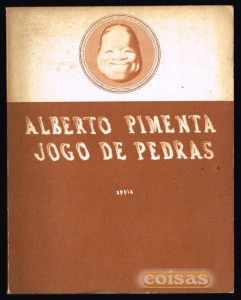 ALBERTO PIMENTA
JOGO DE PEDRAS
appia
coisas